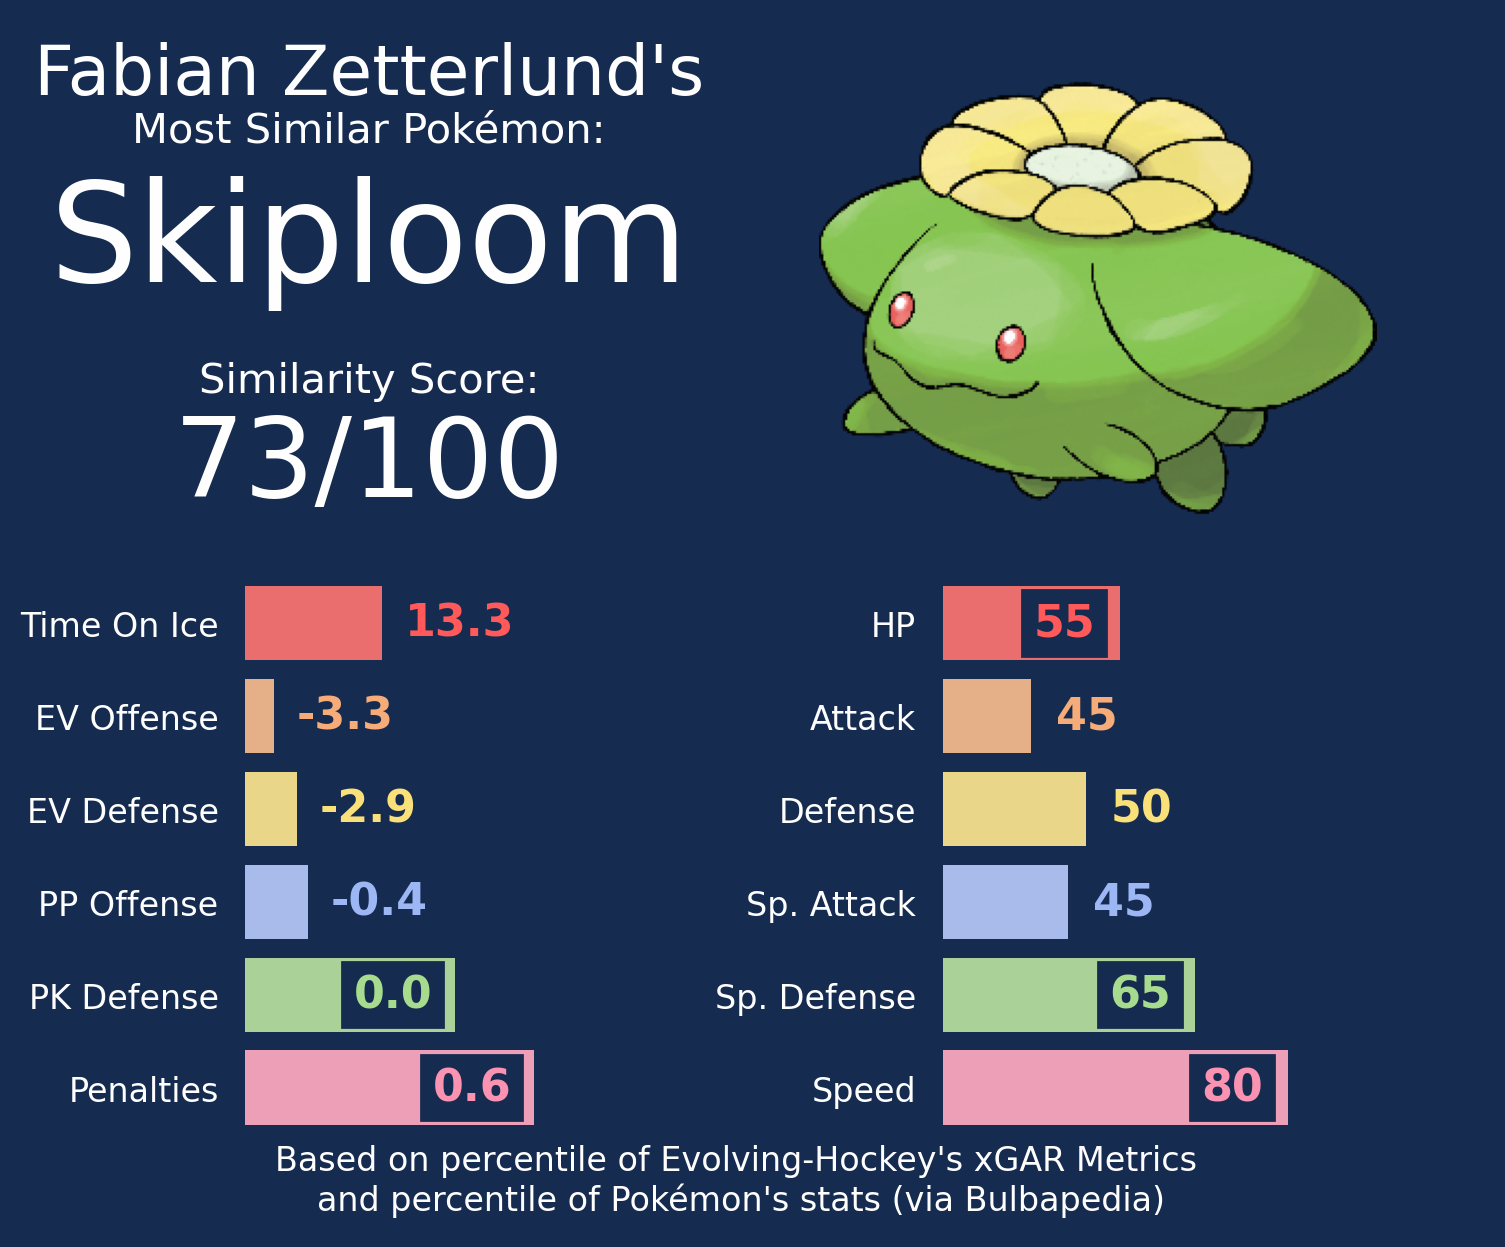 Fabian Zetterlund's
Most Similar Pokémon:
Skiploom
Similarity Score:
73/100
Time On Ice 13.3
EV Offense -3.3
EV Defense -2.9
PP Offense -0.4
PK Defense 0.0
Penalties 0.6
HP 55
Attack 45
Defense 50
Sp. Attack 45
Sp. Defense 65
Speed 80
Based on percentile of Evolving-Hockey's xGAR Metrics
and percentile of Pokémon's stats (via Bulbapedia)